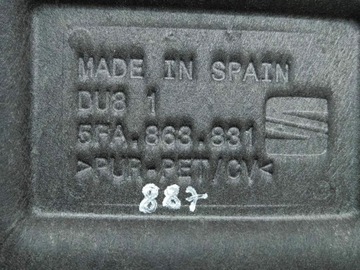 MADE IN SPAIN
DU8 1
5FA.863.831
>PUR-PET/CV<
887